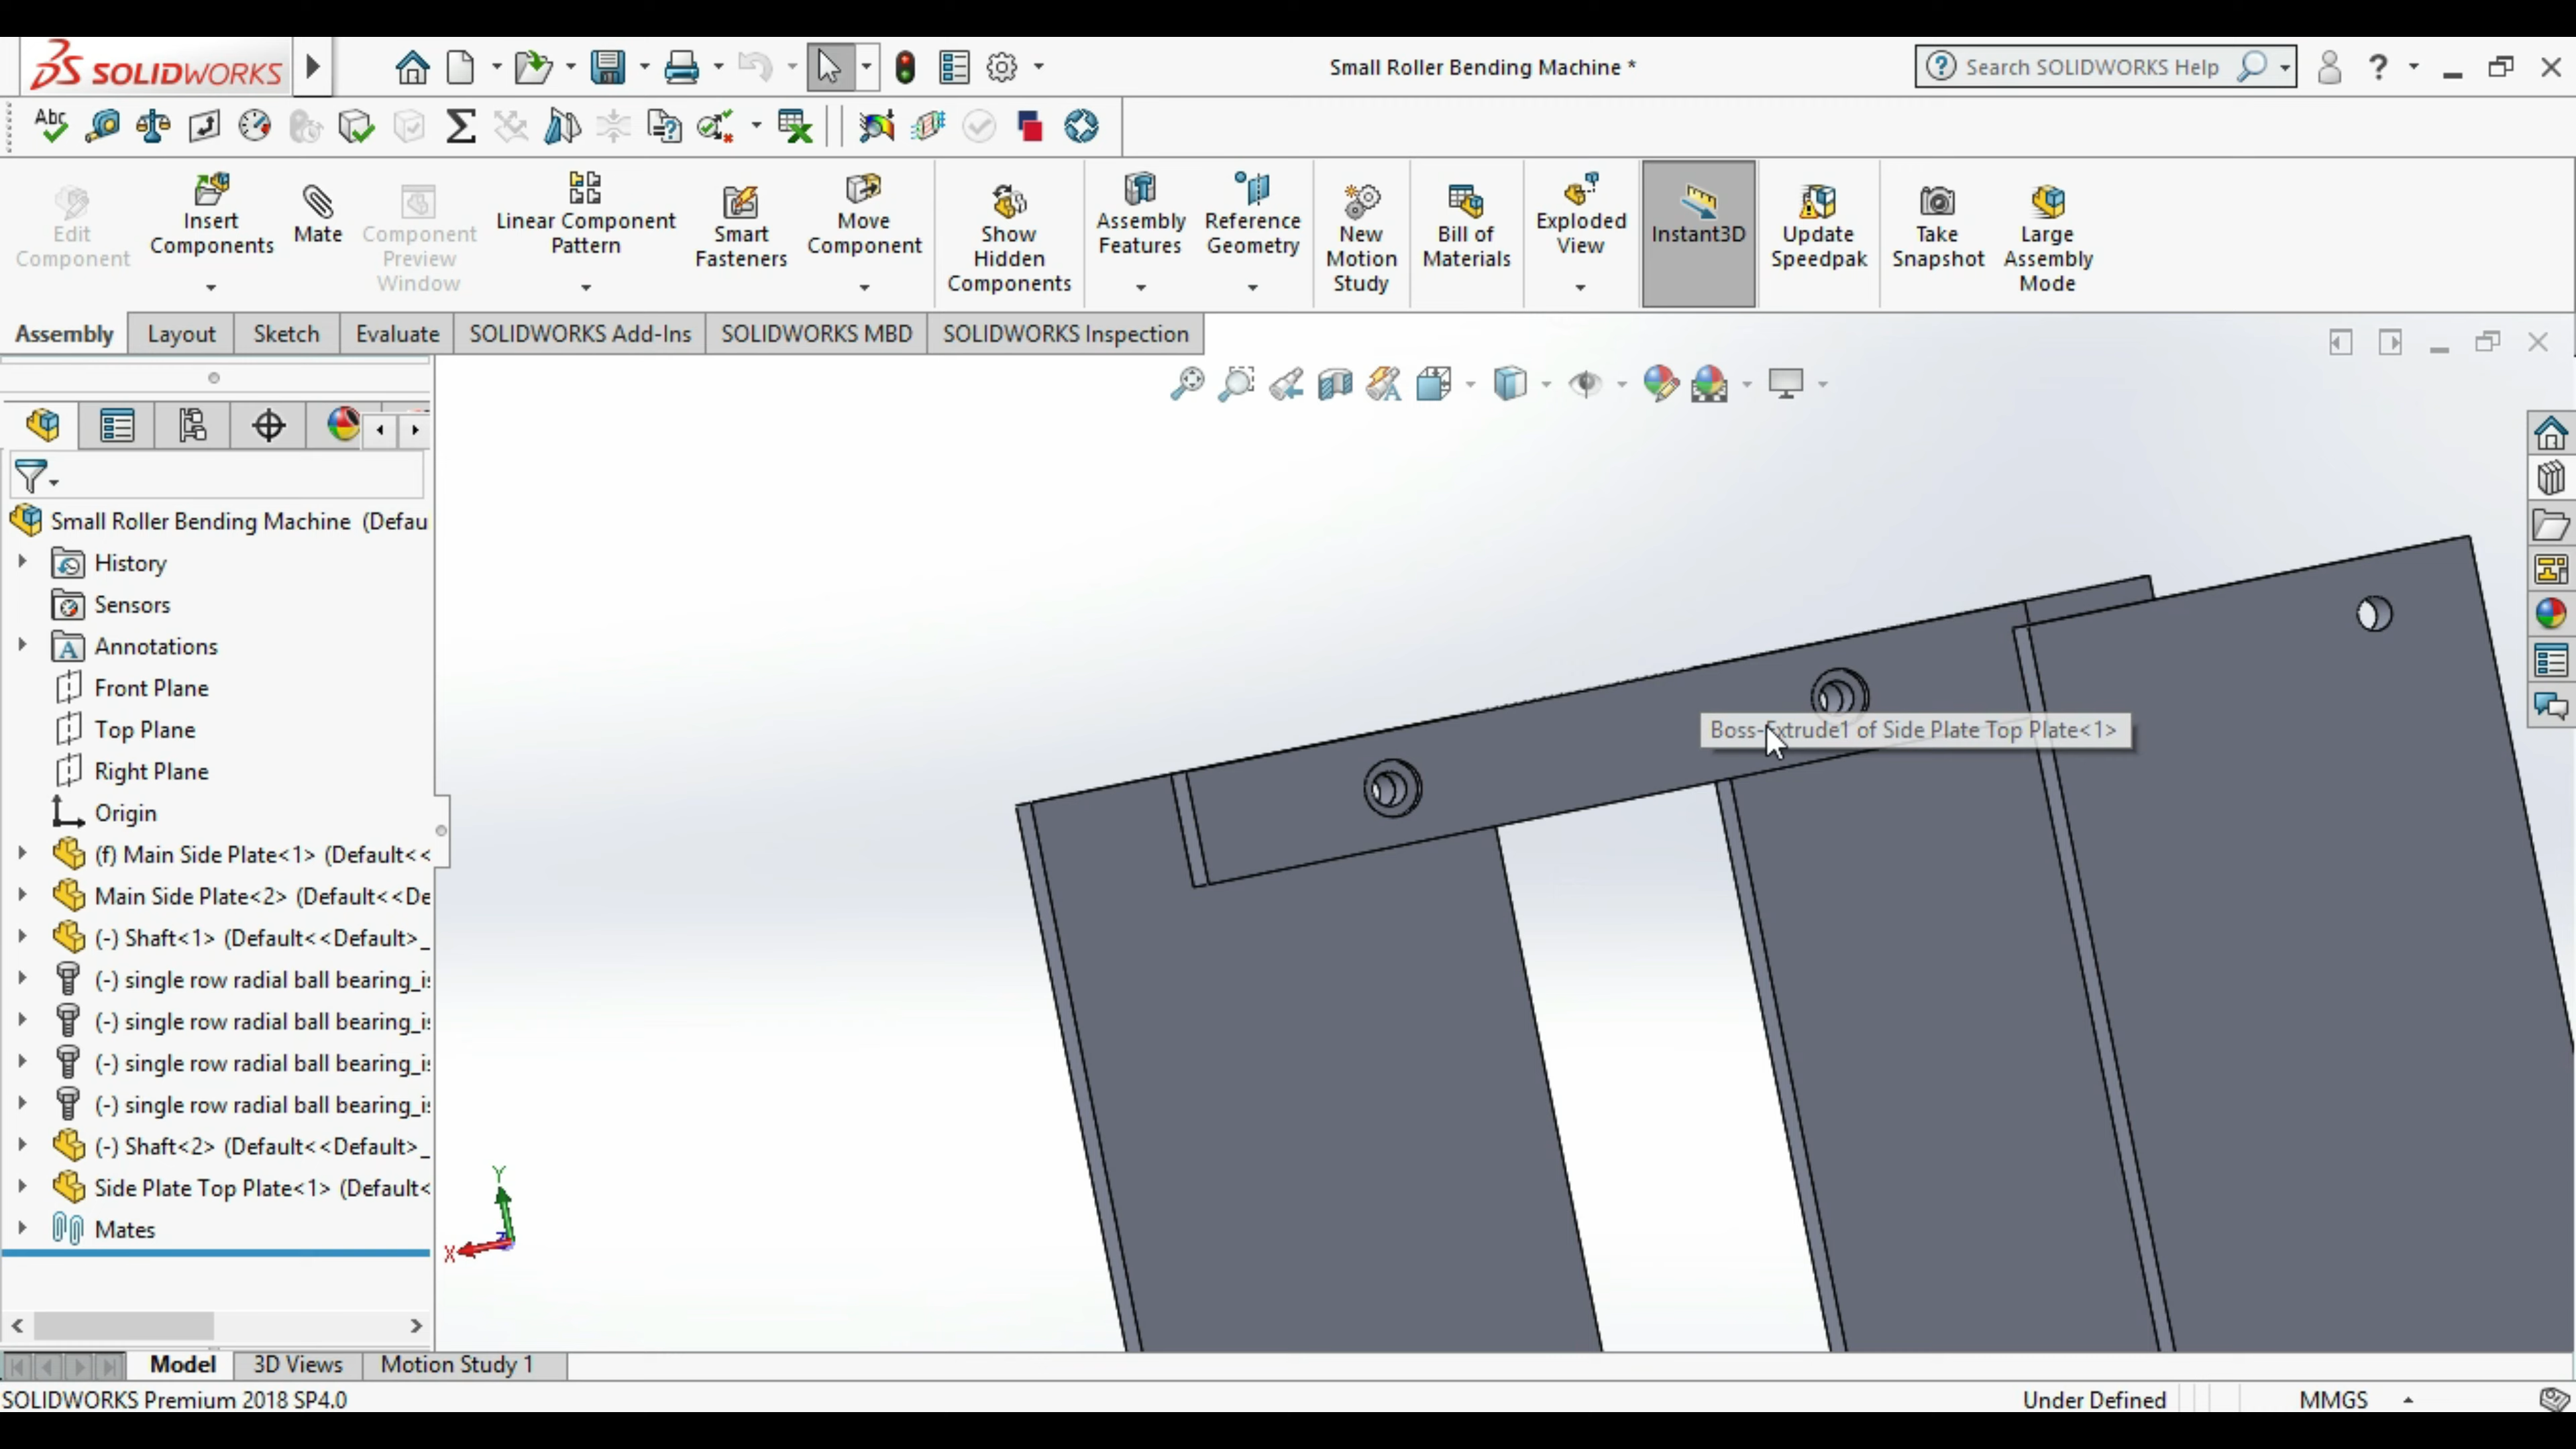 SOLIDWORKS
Small Roller Bending Machine *
Search SOLIDWORKS Help
Abc
Edit Component
Insert Components
Mate
Component Preview Window
Linear Component Pattern
Smart Fasteners
Move Component
Show Hidden Components
Assembly Features
Reference Geometry
New Motion Study
Bill of Materials
Exploded View
Instant3D
Update Speedpak
Take Snapshot
Large Assembly Mode
Assembly
Layout
Sketch
Evaluate
SOLIDWORKS Add-Ins
SOLIDWORKS MBD
SOLIDWORKS Inspection
Small Roller Bending Machine (Defau
History
Sensors
Annotations
Front Plane
Top Plane
Right Plane
Origin
(f) Main Side Plate<1> (Default<<
Main Side Plate<2> (Default<<De
(-) Shaft<1> (Default<<Default>_
(-) single row radial ball bearing_i
(-) single row radial ball bearing_i
(-) single row radial ball bearing_i
(-) single row radial ball bearing_i
(-) Shaft<2> (Default<<Default>_
Side Plate Top Plate<1> (Default<
Mates
Boss-Extrude1 of Side Plate Top Plate<1>
Y
X
Z
Model
3D Views
Motion Study 1
SOLIDWORKS Premium 2018 SP4.0
Under Defined
MMGS